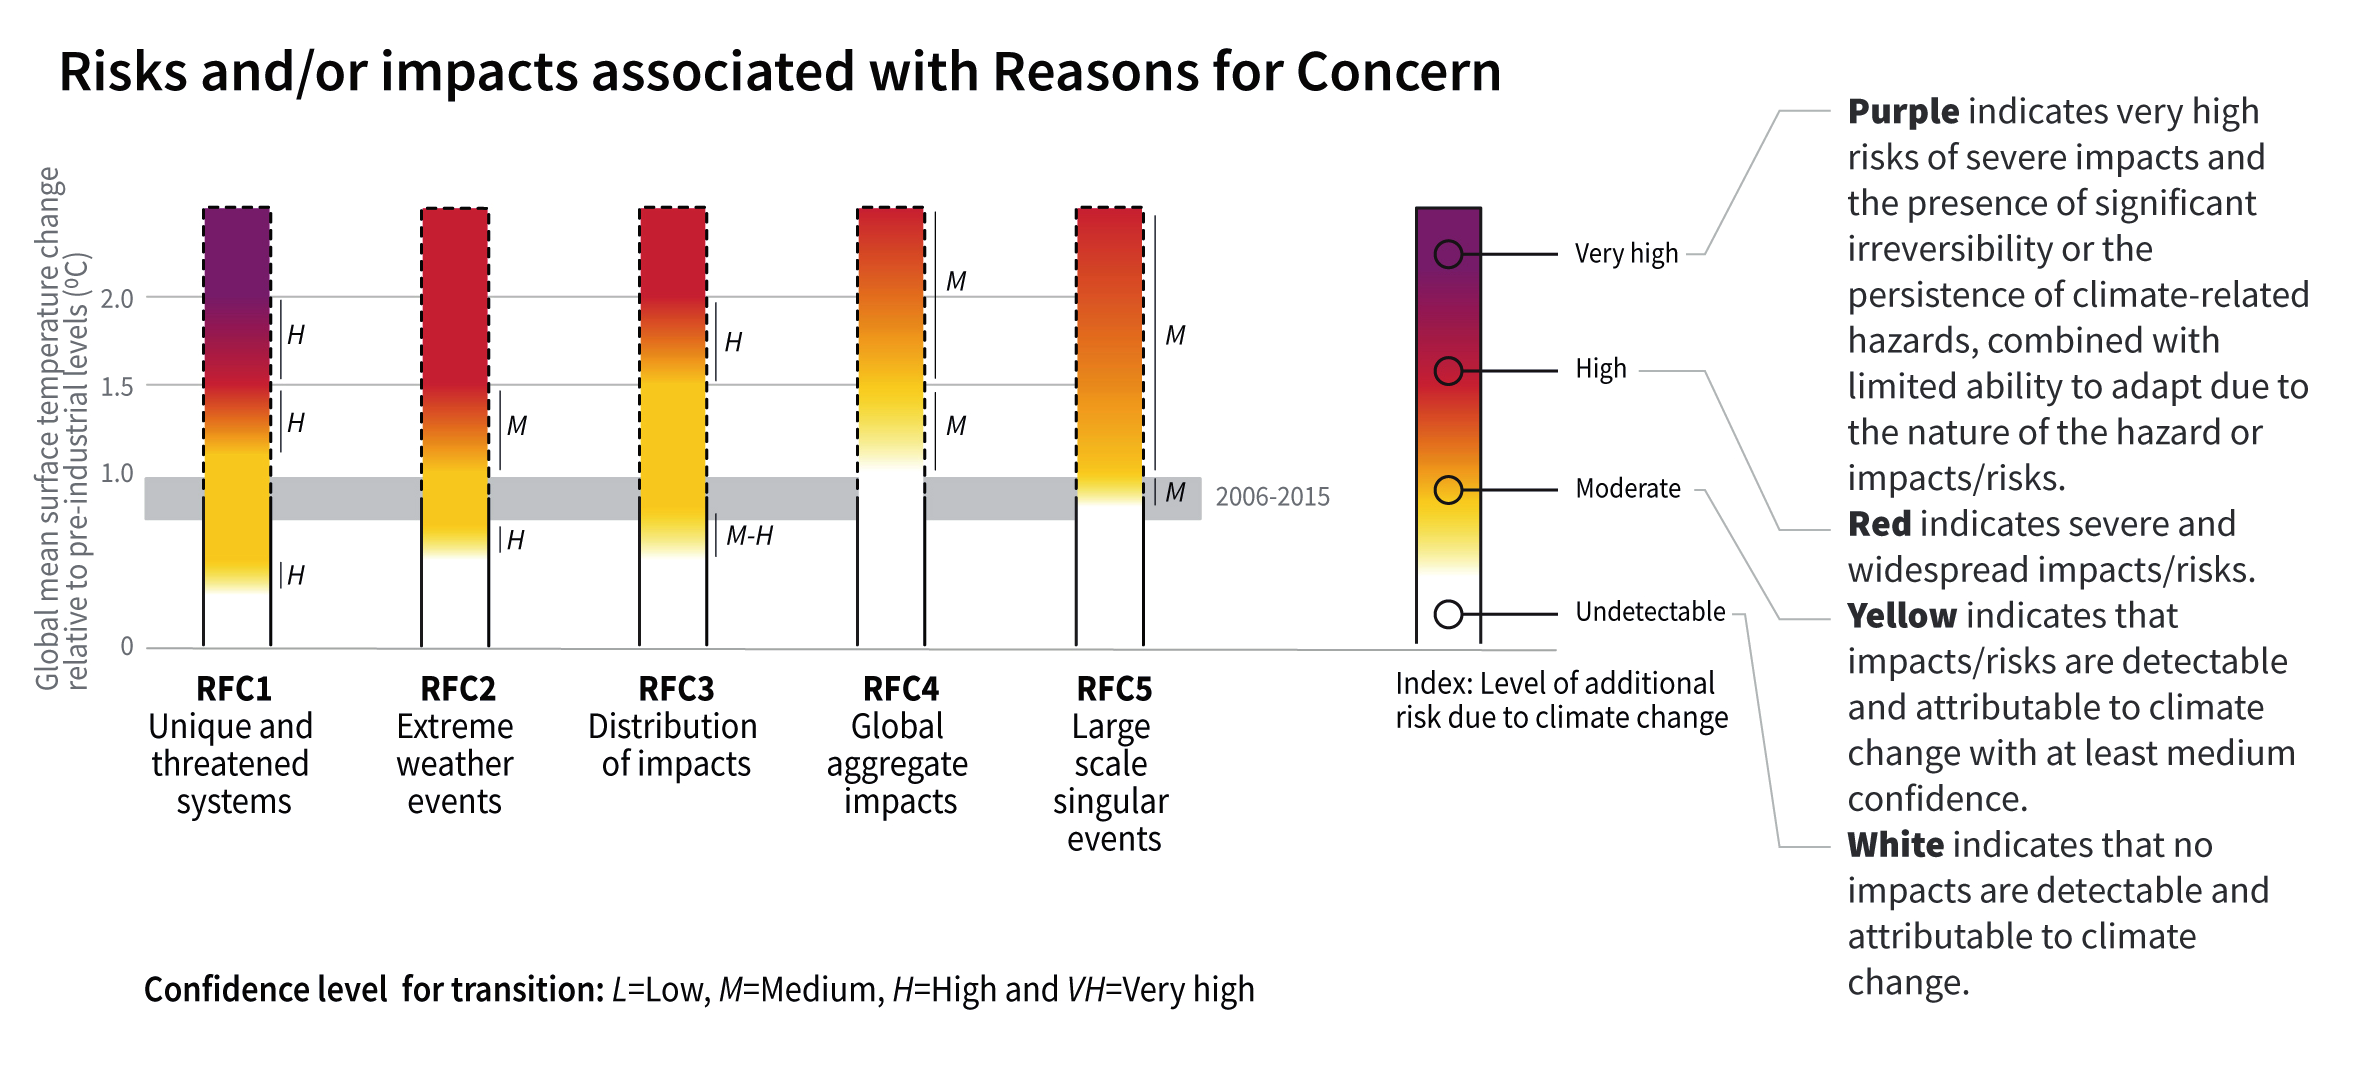 Risks and/or impacts associated with Reasons for Concern
Global mean surface temperature change
relative to pre-industrial levels (⁰C)
2.0
1.5
1.0
0
H
H
H
M
H
H
M-H
M
M
M
M
2006-2015
RFC1
Unique and
threatened
systems
RFC2
Extreme
weather
events
RFC3
Distribution
of impacts
RFC4
Global
aggregate
impacts
RFC5
Large
scale
singular
events
Very high
High
Moderate
Undetectable
Index: Level of additional
risk due to climate change
Purple indicates very high
risks of severe impacts and
the presence of significant
irreversibility or the
persistence of climate-related
hazards, combined with
limited ability to adapt due to
the nature of the hazard or
impacts/risks.
Red indicates severe and
widespread impacts/risks.
Yellow indicates that
impacts/risks are detectable
and attributable to climate
change with at least medium
confidence.
White indicates that no
impacts are detectable and
attributable to climate
change.
Confidence level for transition: L=Low, M=Medium, H=High and VH=Very high